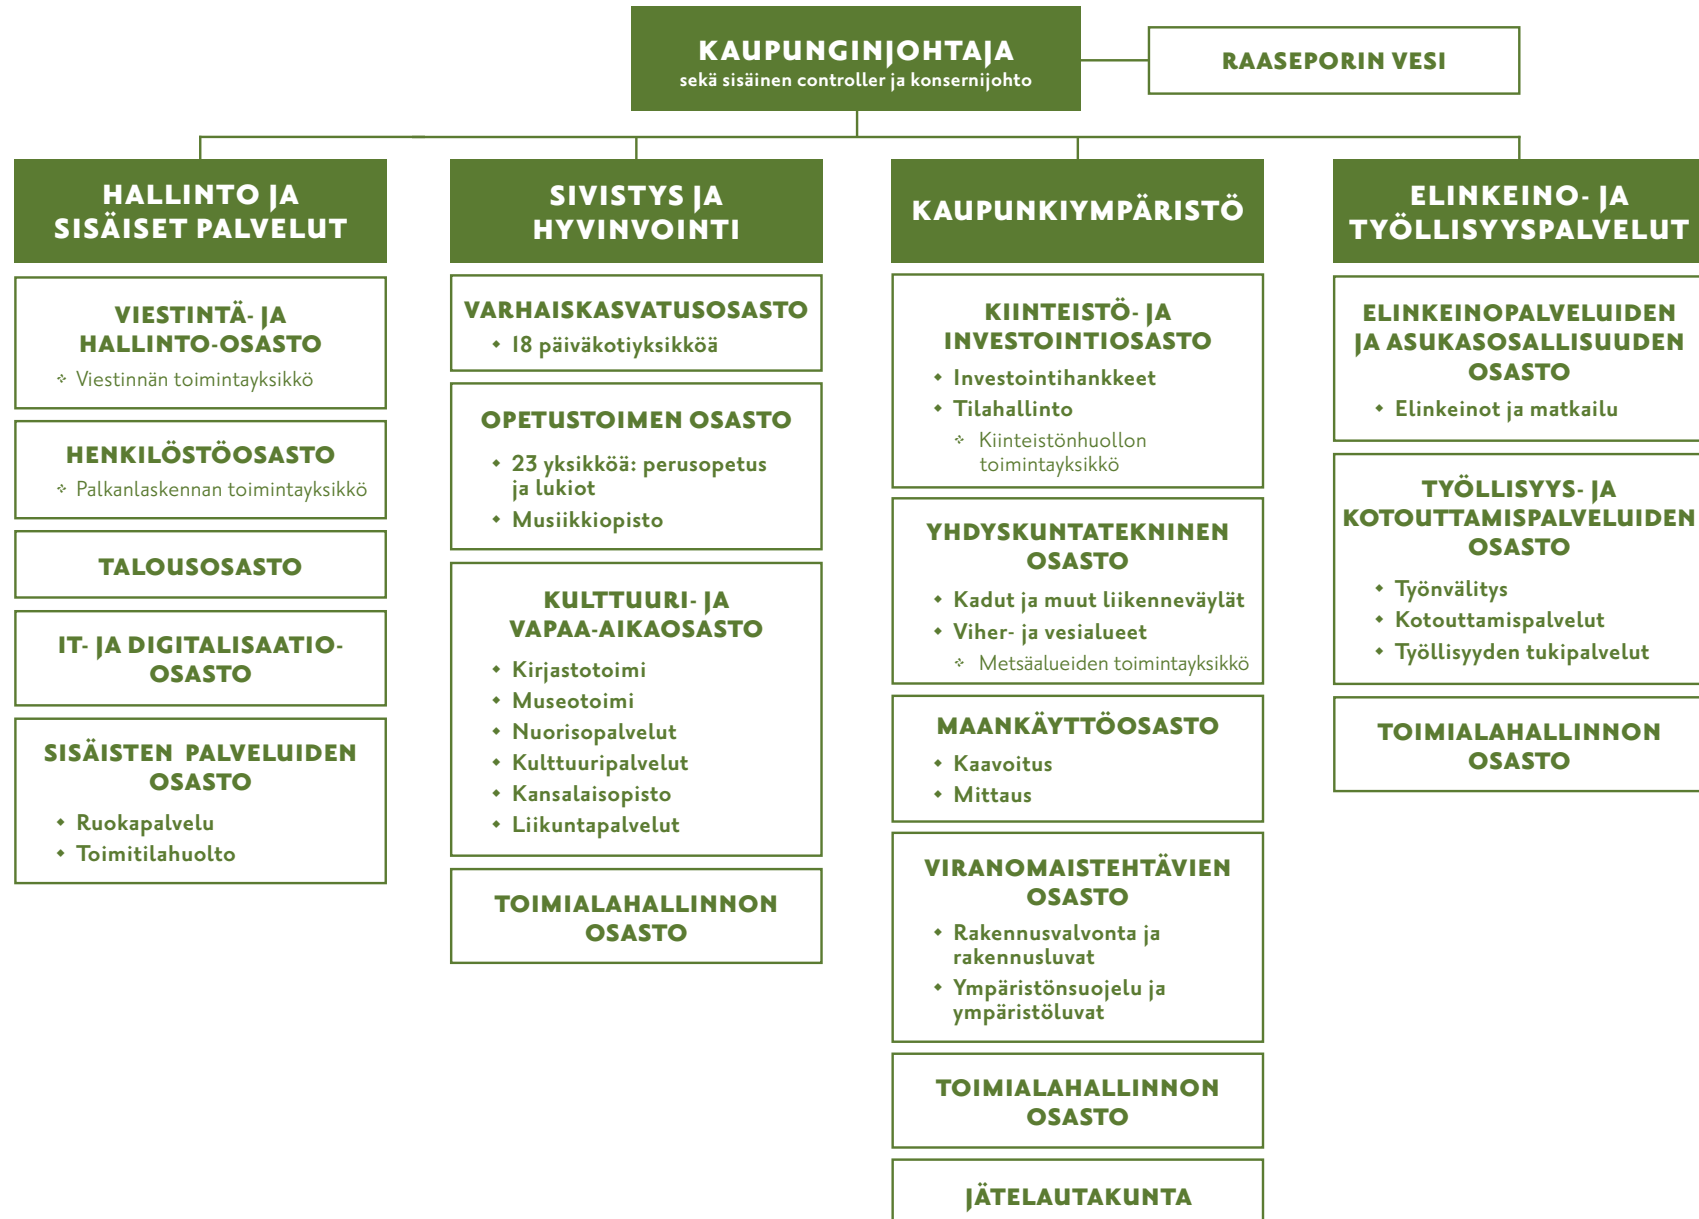 KAUPUNGINJOHTAJA
sekä sisäinen controller ja konsernijohto
RAASEPORIN VESI
HALLINTO JA
SISÄISET PALVELUT
VIESTINTÄ- JA
HALLINTO-OSASTO
Viestinnän toimintayksikkö
HENKILÖSTÖOSASTO
Palkanlaskennan toimintayksikkö
TALOUSOSASTO
IT- JA DIGITALISAATIO-
OSASTO
SISÄISTEN PALVELUIDEN
OSASTO
Ruokapalvelu
Toimitilahuolto
SIVISTYS JA
HYVINVOINTI
VARHAISKASVATUSOSASTO
18 päiväkotiyksikköä
OPETUSTOIMEN OSASTO
23 yksikköä: perusopetus
ja lukiot
Musiikkiopisto
KULTTUURI- JA
VAPAA-AIKAOSASTO
Kirjastotoimi
Museotoimi
Nuorisopalvelut
Kulttuuripalvelut
Kansalaisopisto
Liikuntapalvelut
TOIMIALAHALLINNON
OSASTO
KAUPUNKIYMPÄRISTÖ
KIINTEISTÖ- JA
INVESTOINTIOSASTO
Investointihankkeet
Tilahallinto
Kiinteistönhuollon
toimintayksikkö
YHDYSKUNTATEKNINEN
OSASTO
Kadut ja muut liikenneväylät
Viher- ja vesialueet
Metsäalueiden toimintayksikkö
MAANKÄYTTÖOSASTO
Kaavoitus
Mittaus
VIRANOMAISTEHTÄVIEN
OSASTO
Rakennusvalvonta ja
rakennusluvat
Ympäristönsuojelu ja
ympäristöluvat
TOIMIALAHALLINNON
OSASTO
JÄTELAUTAKUNTA
ELINKEINO- JA
TYÖLLISYYSPALVELUT
ELINKEINOPALVELUIDEN
JA ASUKASOSALLISUUDEN
OSASTO
Elinkeinot ja matkailu
TYÖLLISYYS- JA
KOTOUTTAMISPALVELUIDEN
OSASTO
Työnvälitys
Kotouttamispalvelut
Työllisyyden tukipalvelut
TOIMIALAHALLINNON
OSASTO